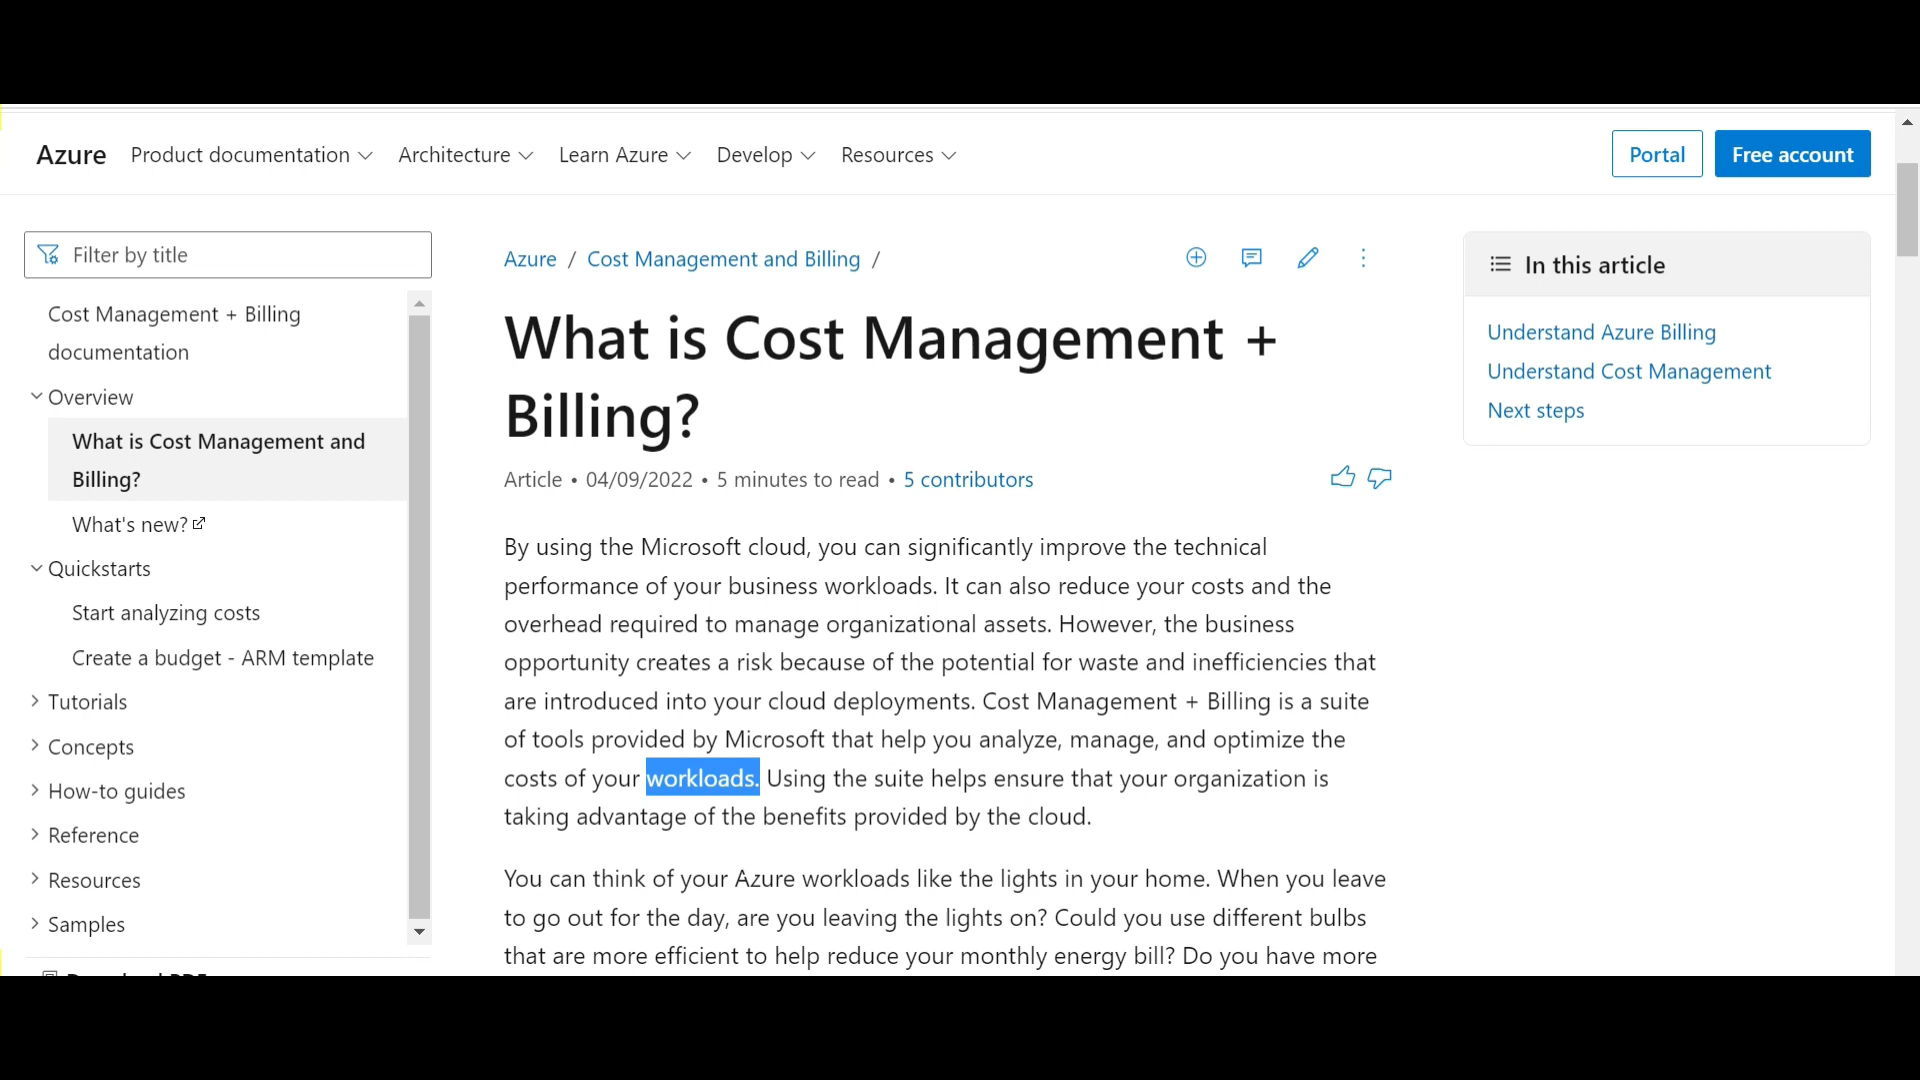 Azure Product documentation Architecture Learn Azure Develop Resources Portal Free account
Filter by title
Cost Management + Billing
documentation
Overview
What is Cost Management and
Billing?
What's new?
Quickstarts
Start analyzing costs
Create a budget - ARM template
Tutorials
Concepts
How-to guides
Reference
Resources
Samples
Download PDF
Azure / Cost Management and Billing /
What is Cost Management +
Billing?
Article • 04/09/2022 • 5 minutes to read • 5 contributors
By using the Microsoft cloud, you can significantly improve the technical
performance of your business workloads. It can also reduce your costs and the
overhead required to manage organizational assets. However, the business
opportunity creates a risk because of the potential for waste and inefficiencies that
are introduced into your cloud deployments. Cost Management + Billing is a suite
of tools provided by Microsoft that help you analyze, manage, and optimize the
costs of your workloads. Using the suite helps ensure that your organization is
taking advantage of the benefits provided by the cloud.
You can think of your Azure workloads like the lights in your home. When you leave
to go out for the day, are you leaving the lights on? Could you use different bulbs
that are more efficient to help reduce your monthly energy bill? Do you have more
In this article
Understand Azure Billing
Understand Cost Management
Next steps